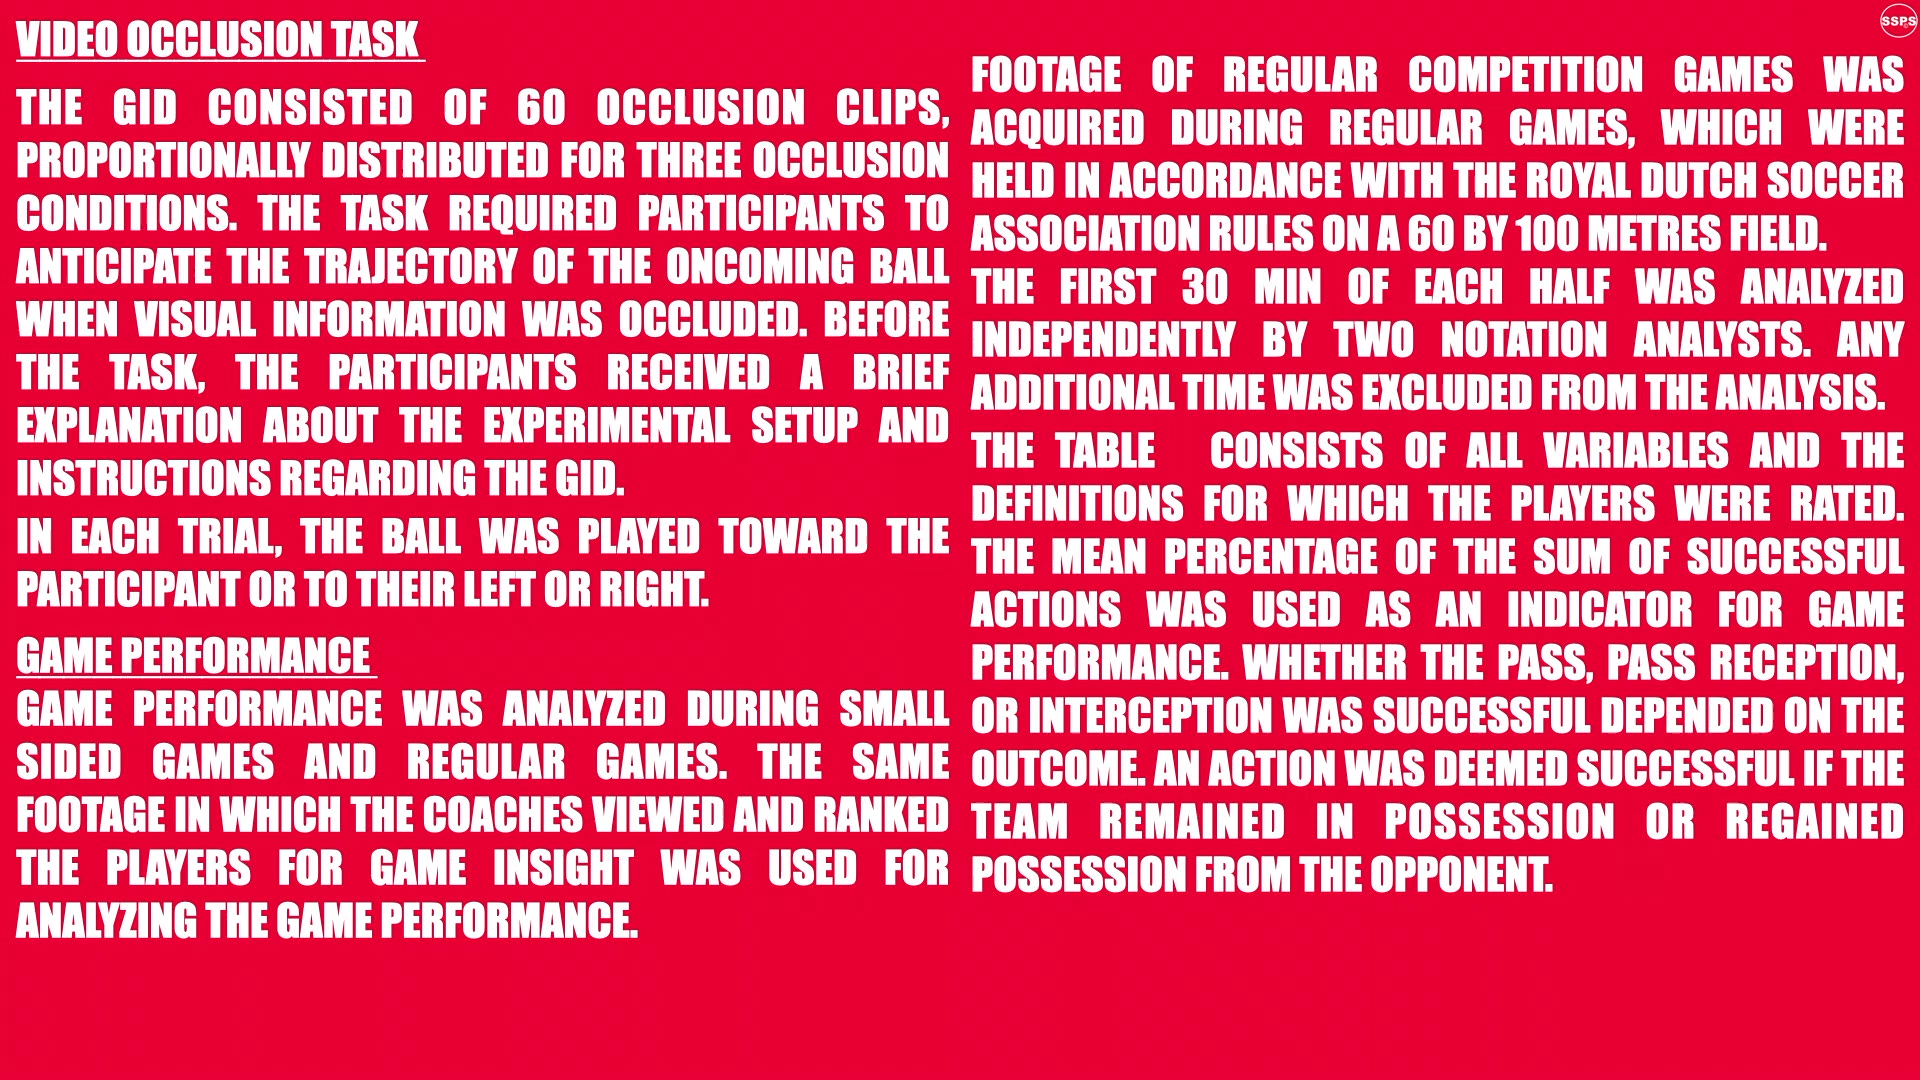 VIDEO OCCLUSION TASK
THE GID CONSISTED OF 60 OCCLUSION CLIPS,
PROPORTIONALLY DISTRIBUTED FOR THREE OCCLUSION
CONDITIONS. THE TASK REQUIRED PARTICIPANTS TO
ANTICIPATE THE TRAJECTORY OF THE ONCOMING BALL
WHEN VISUAL INFORMATION WAS OCCLUDED. BEFORE
THE TASK, THE PARTICIPANTS RECEIVED A BRIEF
EXPLANATION ABOUT THE EXPERIMENTAL SETUP AND
INSTRUCTIONS REGARDING THE GID.
IN EACH TRIAL, THE BALL WAS PLAYED TOWARD THE
PARTICIPANT OR TO THEIR LEFT OR RIGHT.
GAME PERFORMANCE
GAME PERFORMANCE WAS ANALYZED DURING SMALL
SIDED GAMES AND REGULAR GAMES. THE SAME
FOOTAGE IN WHICH THE COACHES VIEWED AND RANKED
THE PLAYERS FOR GAME INSIGHT WAS USED FOR
ANALYZING THE GAME PERFORMANCE.
FOOTAGE OF REGULAR COMPETITION GAMES WAS
ACQUIRED DURING REGULAR GAMES, WHICH WERE
HELD IN ACCORDANCE WITH THE ROYAL DUTCH SOCCER
ASSOCIATION RULES ON A 60 BY 100 METRES FIELD.
THE FIRST 30 MIN OF EACH HALF WAS ANALYZED
INDEPENDENTLY BY TWO NOTATION ANALYSTS. ANY
ADDITIONAL TIME WAS EXCLUDED FROM THE ANALYSIS.
THE TABLE CONSISTS OF ALL VARIABLES AND THE
DEFINITIONS FOR WHICH THE PLAYERS WERE RATED.
THE MEAN PERCENTAGE OF THE SUM OF SUCCESSFUL
ACTIONS WAS USED AS AN INDICATOR FOR GAME
PERFORMANCE. WHETHER THE PASS, PASS RECEPTION,
OR INTERCEPTION WAS SUCCESSFUL DEPENDED ON THE
OUTCOME. AN ACTION WAS DEEMED SUCCESSFUL IF THE
TEAM REMAINED IN POSSESSION OR REGAINED
POSSESSION FROM THE OPPONENT.
SSPS